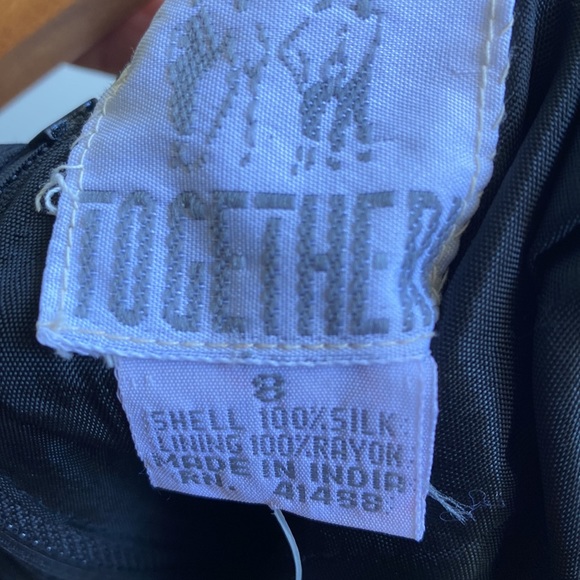 TOGETHER
8
SHELL 100%SILK
LINING 100%RAYON
MADE IN INDIA
RN. 41498